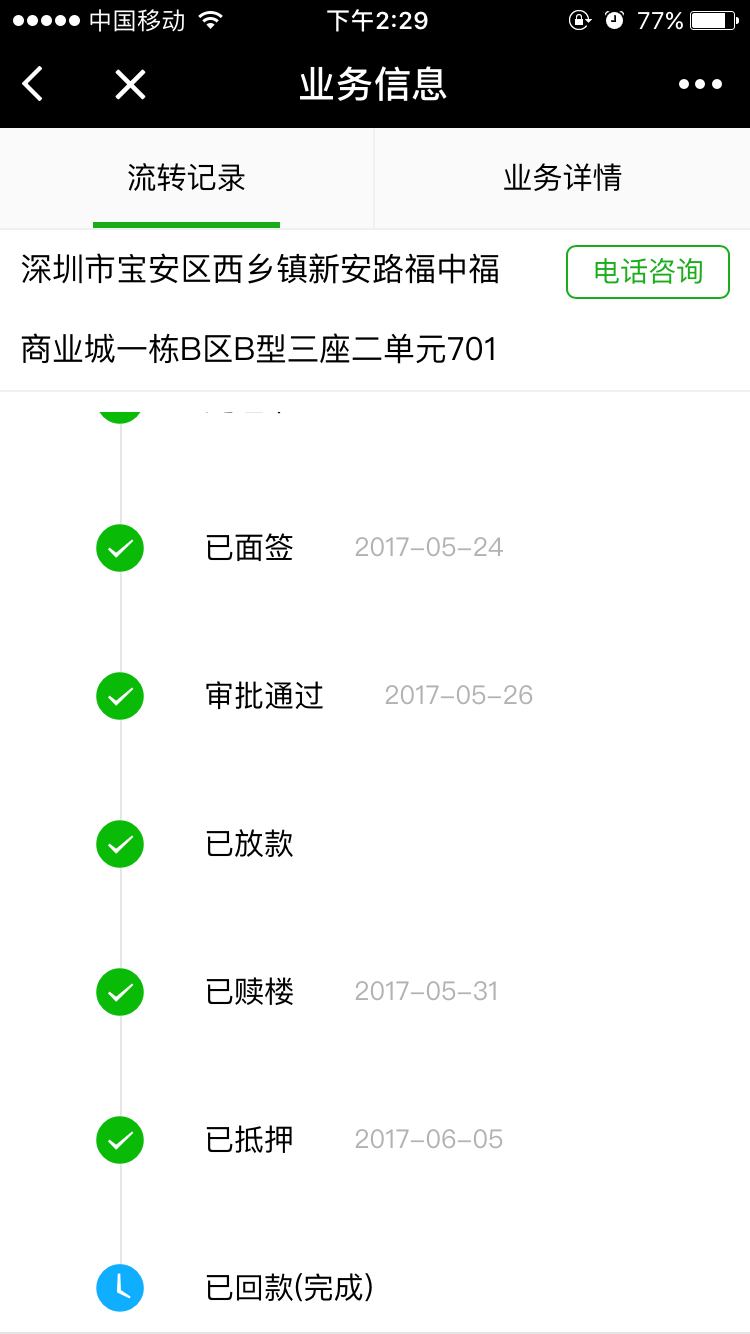 中国移动 下午2:29 77%
业务信息
流转记录 业务详情
深圳市宝安区西乡镇新安路福中福 电话咨询
商业城一栋B区B型三座二单元701
已面签 2017-05-24
审批通过 2017-05-26
已放款
已赎楼 2017-05-31
已抵押 2017-06-05
已回款(完成)